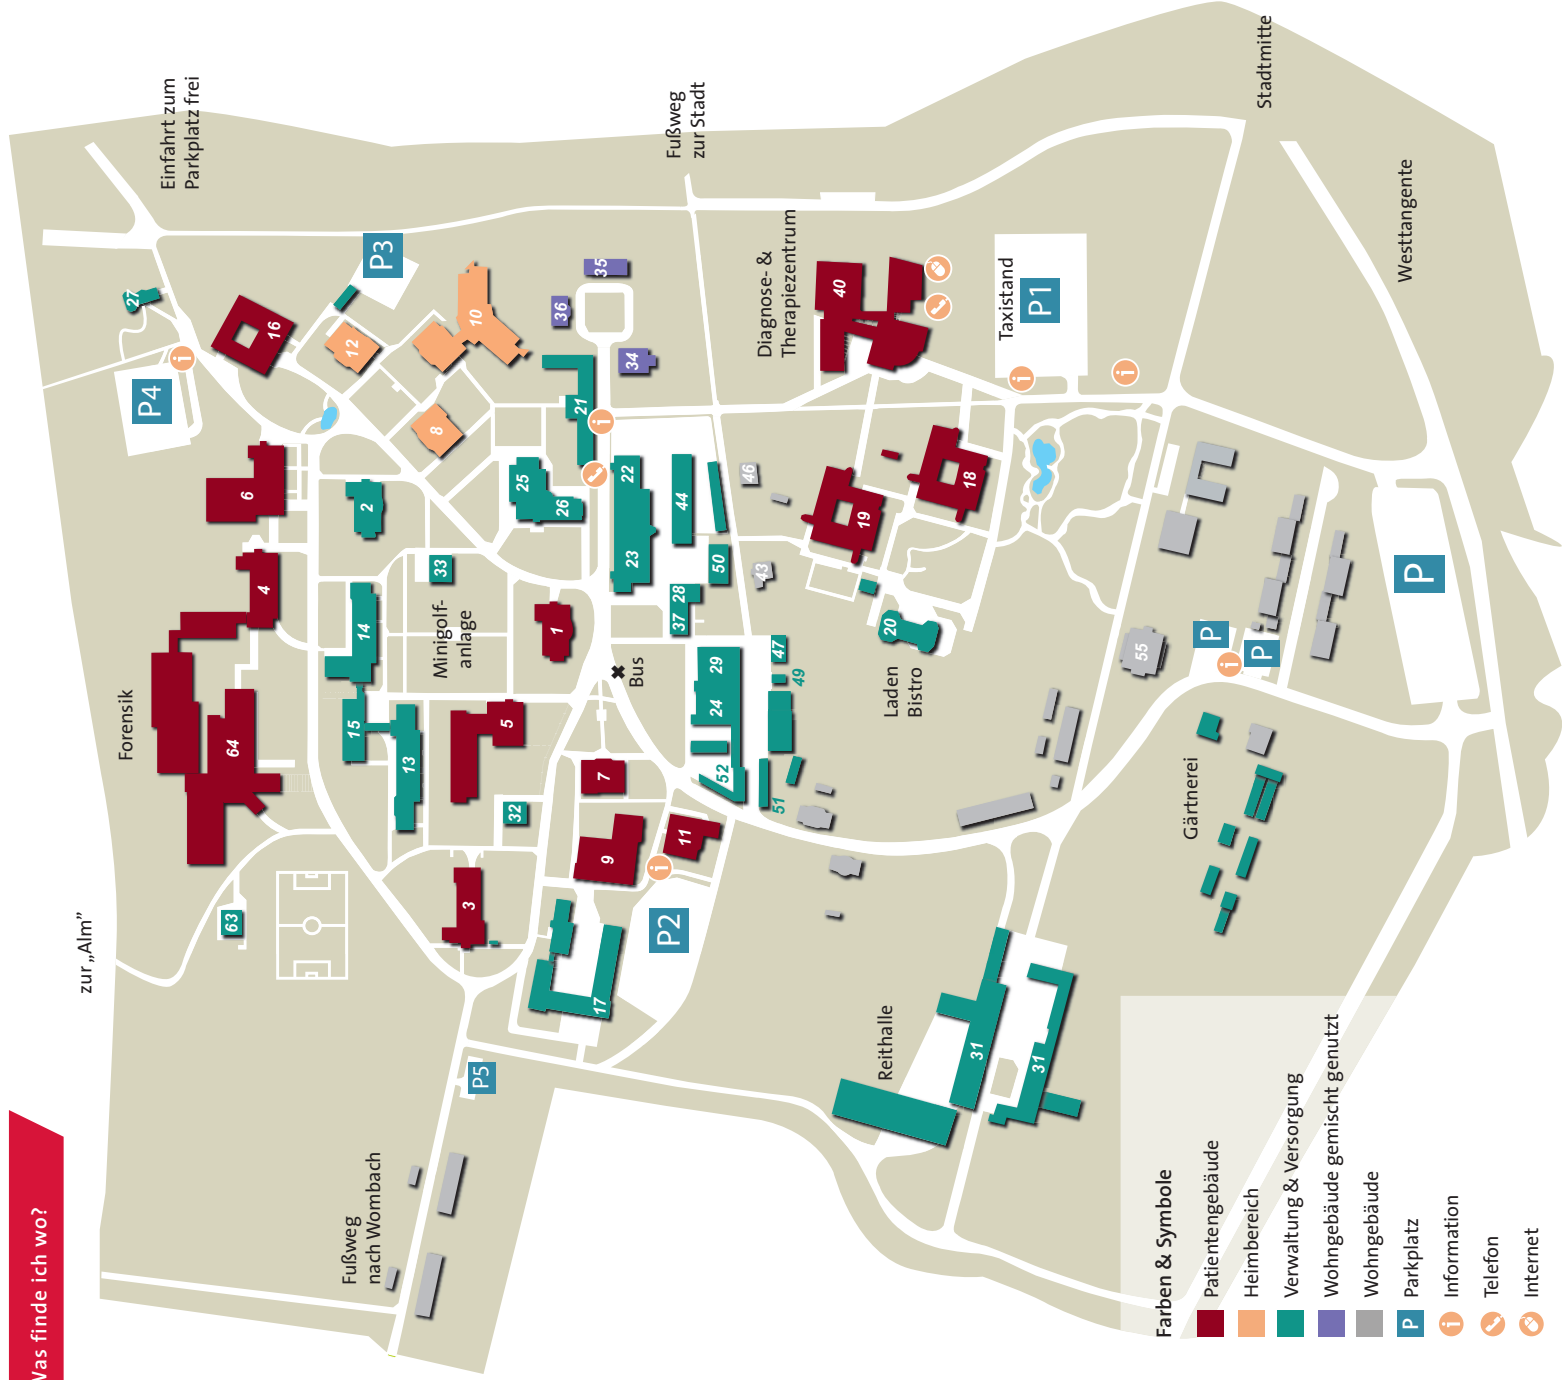 Was finde ich wo?
zur „Alm”
Forensik
Einfahrt zum
Parkplatz frei
Fußweg
zur Stadt
Stadtmitte
Westtangente
Diagnose- &
Therapiezentrum
Taxistand
Minigolf-
anlage
Bus
Laden
Bistro
Gärtnerei
Reithalle
Fußweg
nach Wombach
P4
P3
P1
P2
P5
P
P
P
27
16
12
10
8
6
4
2
33
14
15
13
64
63
25
26
21
36
35
34
22
23
44
46
50
43
28
37
1
5
7
32
3
9
11
17
29
24
52
51
47
49
20
19
18
40
55
31
31
Farben & Symbole
Patientengebäude
Heimbereich
Verwaltung & Versorgung
Wohngebäude gemischt genutzt
Wohngebäude
P Parkplatz
i Information
Telefon
Internet
i
i
i
i
i
i